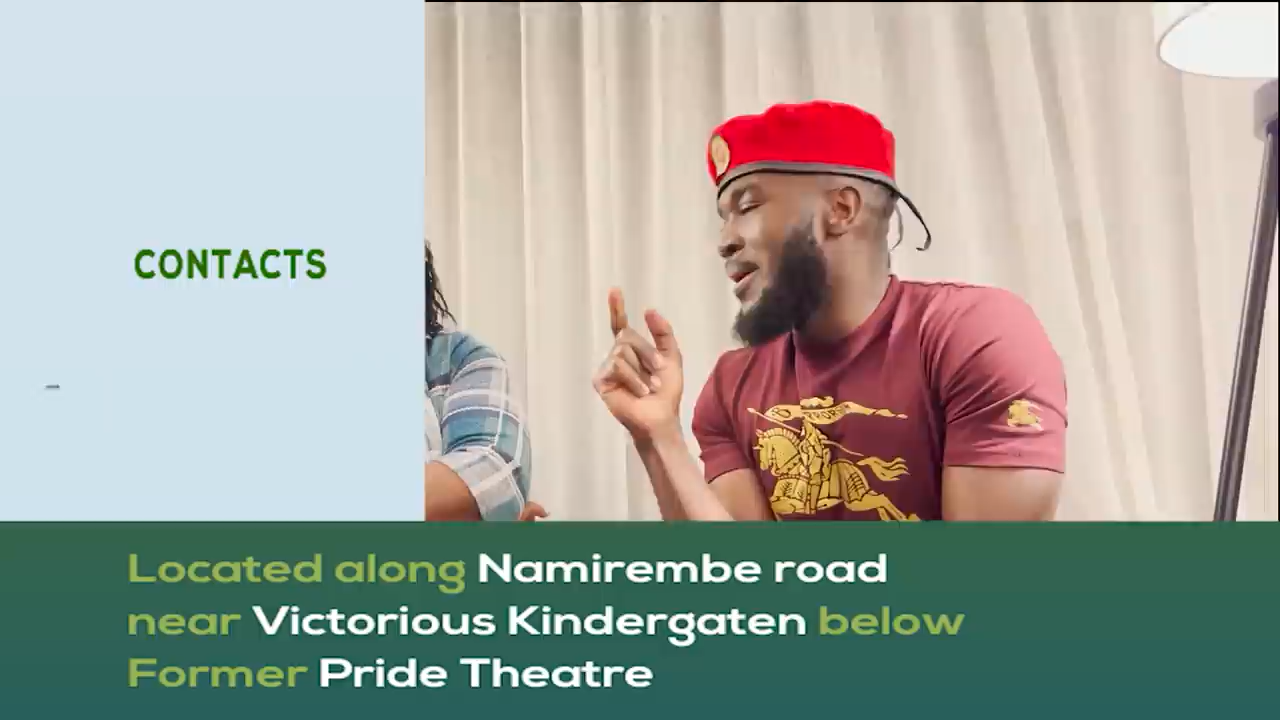 CONTACTS
Located along Namirembe road
near Victorious Kindergaten below
Former Pride Theatre